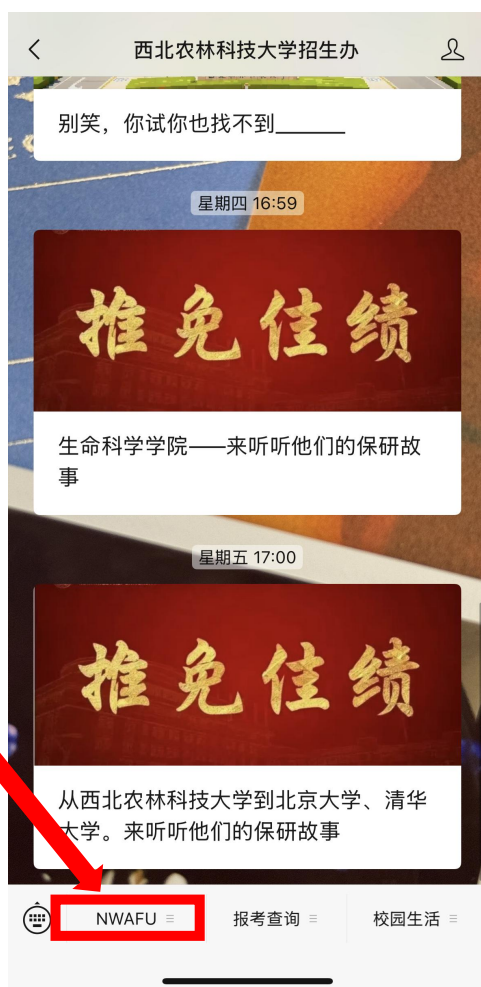 西北农林科技大学招生办
别笑，你试你也找不到______
星期四 16:59
推免佳绩
生命科学学院——来听听他们的保研故
事
星期五 17:00
推免佳绩
从西北农林科技大学到北京大学、清华
大学。来听听他们的保研故事
NWAFU
报考查询
校园生活